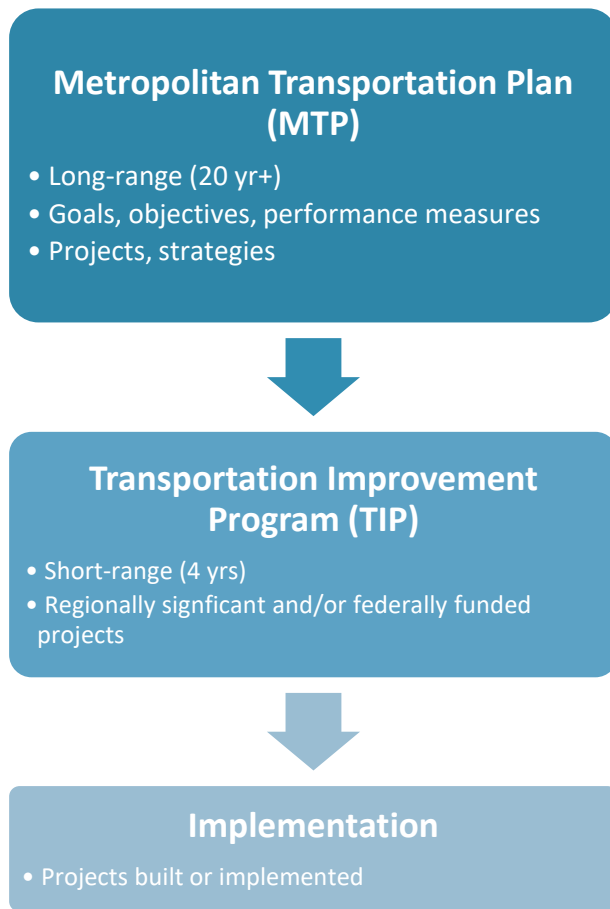 Metropolitan Transportation Plan
(MTP)
• Long-range (20 yr+)
• Goals, objectives, performance measures
• Projects, strategies
Transportation Improvement
Program (TIP)
• Short-range (4 yrs)
• Regionally signficant and/or federally funded
projects
Implementation
• Projects built or implemented